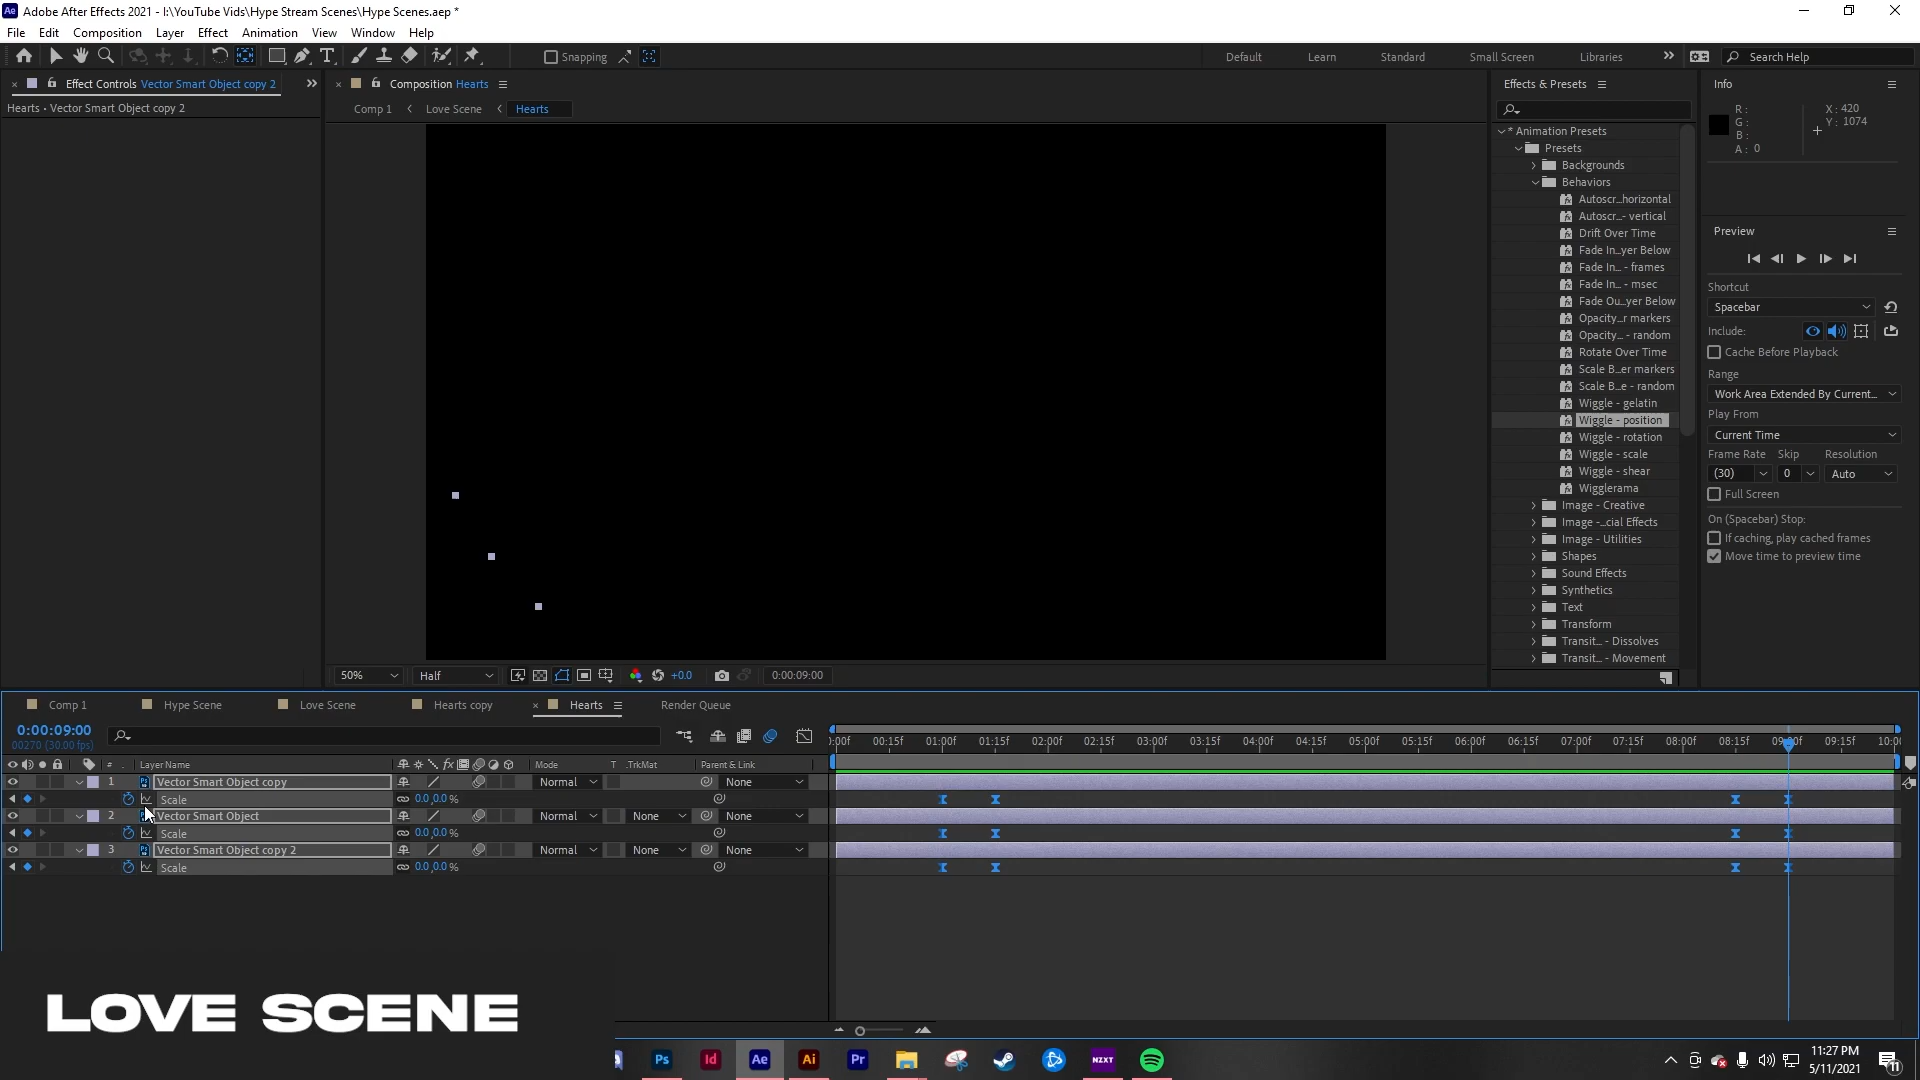 Adobe After Effects 2021 - I:\YouTube Vids\Hype Stream Scenes\Hype Scenes.aep *
File Edit Composition Layer Effect Animation View Window Help
Snapping
Default Learn Standard Small Screen Libraries
Search Help
Effect Controls Vector Smart Object copy 2
Hearts • Vector Smart Object copy 2
Composition Hearts
Comp 1 Love Scene Hearts
50% Half +0.0 0:00:09:00
Effects & Presets
* Animation Presets
Presets
Backgrounds
Behaviors
Autoscr...horizontal
Autoscr...- vertical
Drift Over Time
Fade In...yer Below
Fade In... - frames
Fade In... - msec
Fade Ou...yer Below
Opacity...r markers
Opacity... - random
Rotate Over Time
Scale B...er markers
Scale B...e - random
Wiggle - gelatin
Wiggle - position
Wiggle - rotation
Wiggle - scale
Wiggle - shear
Wigglerama
Image - Creative
Image -...cial Effects
Image - Utilities
Shapes
Sound Effects
Synthetics
Text
Transform
Transit... - Dissolves
Transit... - Movement
Info
R :
G :
B :
A : 0
X : 420
Y : 1074
Preview
Shortcut
Spacebar
Include:
Cache Before Playback
Range
Work Area Extended By Current...
Play From
Current Time
Frame Rate Skip Resolution
(30) 0 Auto
Full Screen
On (Spacebar) Stop:
If caching, play cached frames
Move time to preview time
Comp 1 Hype Scene Love Scene Hearts copy Hearts Render Queue
0:00:09:00
00270 (30.00 fps)
# Layer Name Mode T .TrkMat Parent & Link
1 Vector Smart Object copy Normal None
Scale 0.0,0.0 %
2 Vector Smart Object Normal None None
Scale 0.0,0.0 %
3 Vector Smart Object copy 2 Normal None None
Scale 0.0,0.0 %
:00f 00:15f 01:00f 01:15f 02:00f 02:15f 03:00f 03:15f 04:00f 04:15f 05:00f 05:15f 06:00f 06:15f 07:00f 07:15f 08:00f 08:15f 09:00f 09:15f 10:0
LOVE SCENE
Ps Id Ae Ai Pr NZXT
11:27 PM
5/11/2021
11